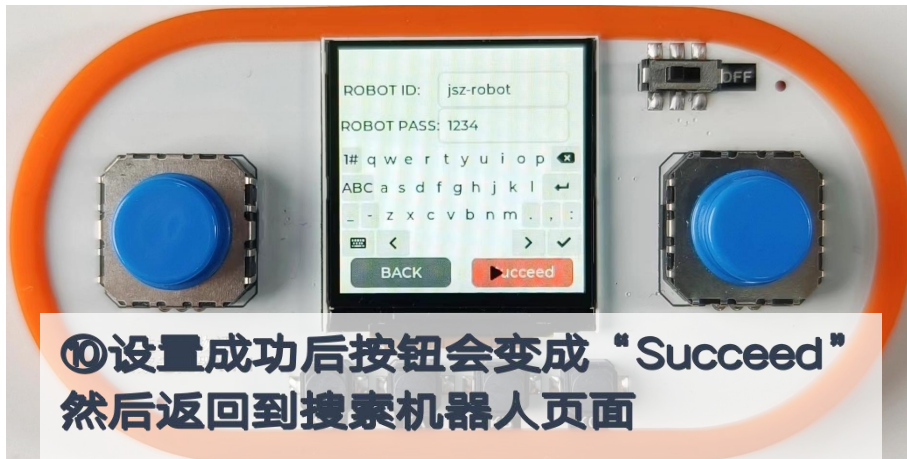 ROBOT ID: jsz-robot
OFF
ROBOT PASS: 1234
1# q w e r t y u i o p
ABC a s d f g h j k l
_ - z x c v b n m . , :
< >
BACK ucceed
⑩设置成功后按钮会变成“Succeed”
然后返回到搜索机器人页面